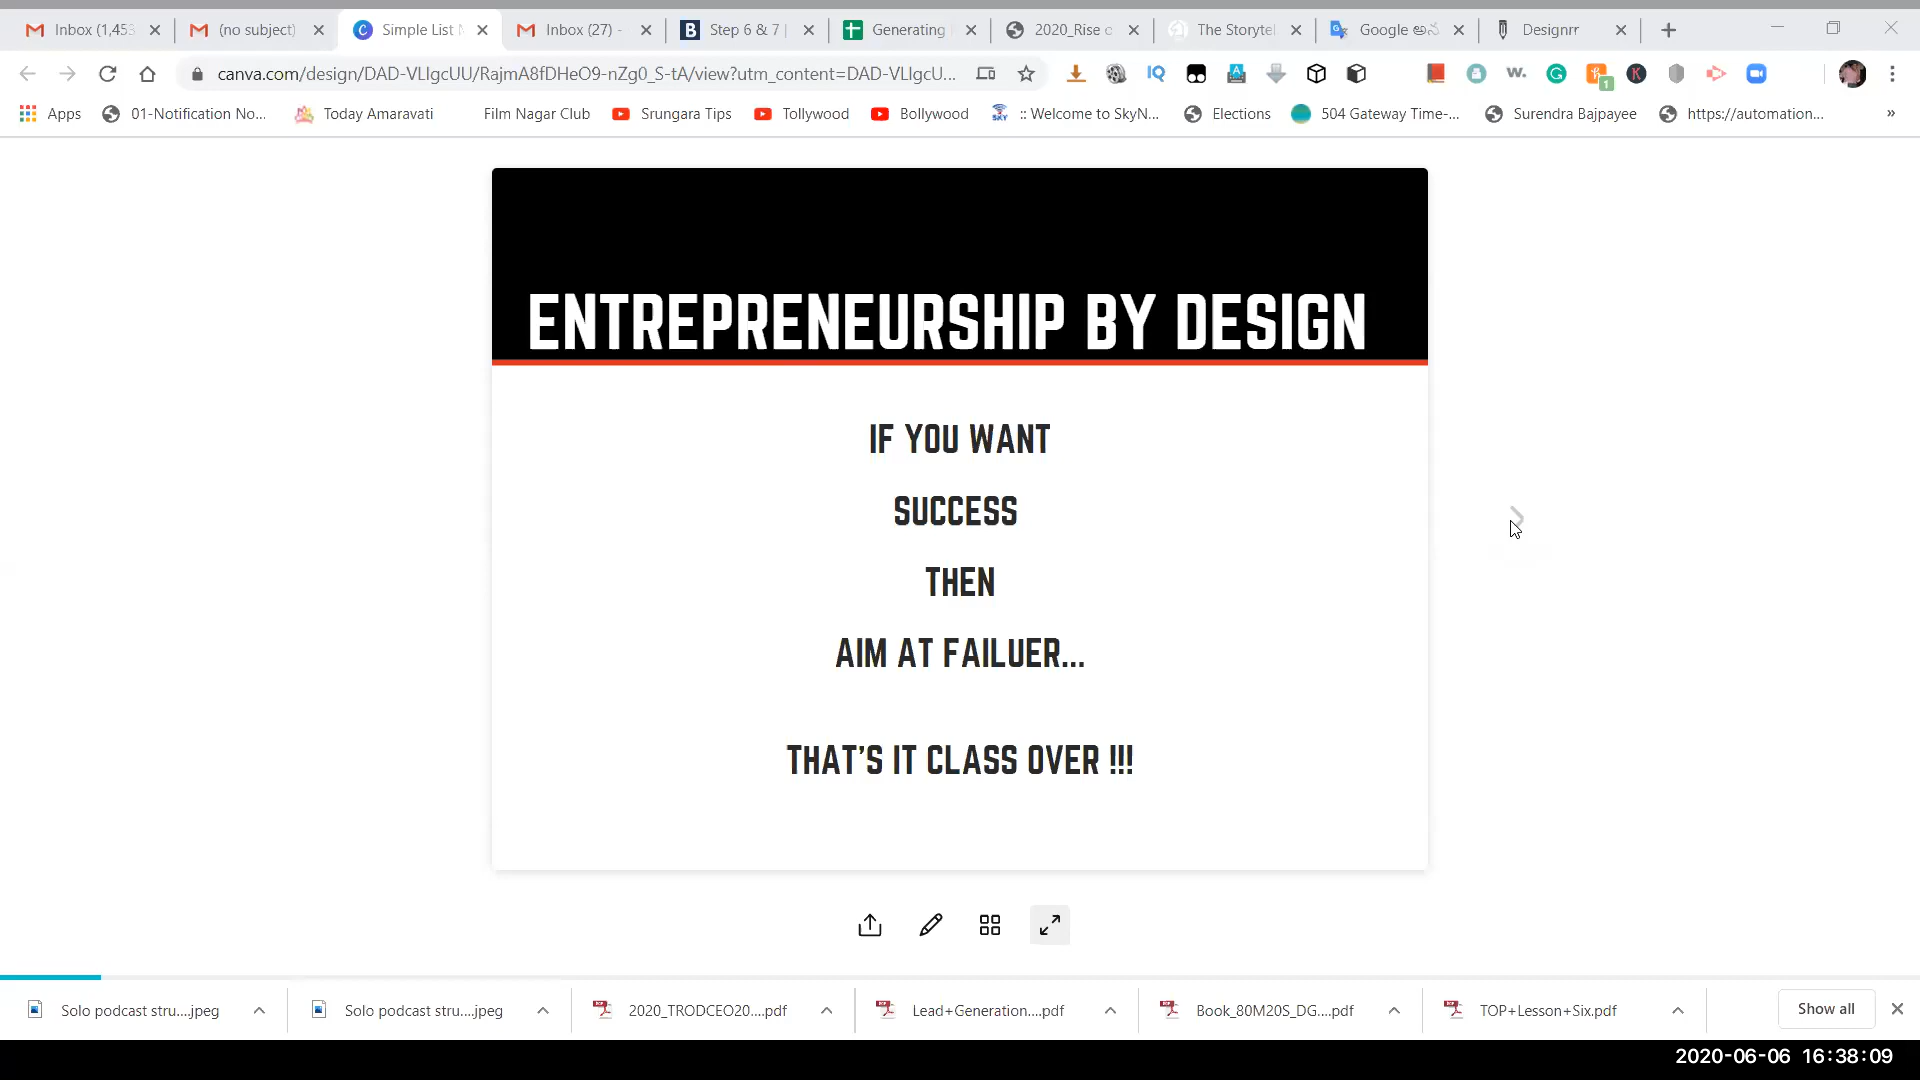 Inbox (1,453
(no subject)
Simple List
Inbox (27) -
Step 6 & 7 |
Generating
2020_Rise
The Storytel
Google అను
Designrr
canva.com/design/DAD-VLIgcUU/RajmA8fDHeO9-nZg0_S-tA/view?utm_content=DAD-VLIgcU...
Apps
01-Notification No...
Today Amaravati
Film Nagar Club
Srungara Tips
Tollywood
Bollywood
:: Welcome to SkyN...
Elections
504 Gateway Time-...
Surendra Bajpayee
https://automation...
»
ENTREPRENEURSHIP BY DESIGN
IF YOU WANT
SUCCESS
THEN
AIM AT FAILUER...
THAT'S IT CLASS OVER !!!
Solo podcast stru....jpeg
Solo podcast stru....jpeg
2020_TRODCEO20....pdf
Lead+Generation....pdf
Book_80M20S_DG....pdf
TOP+Lesson+Six.pdf
Show all
2020-06-06 16:38:09